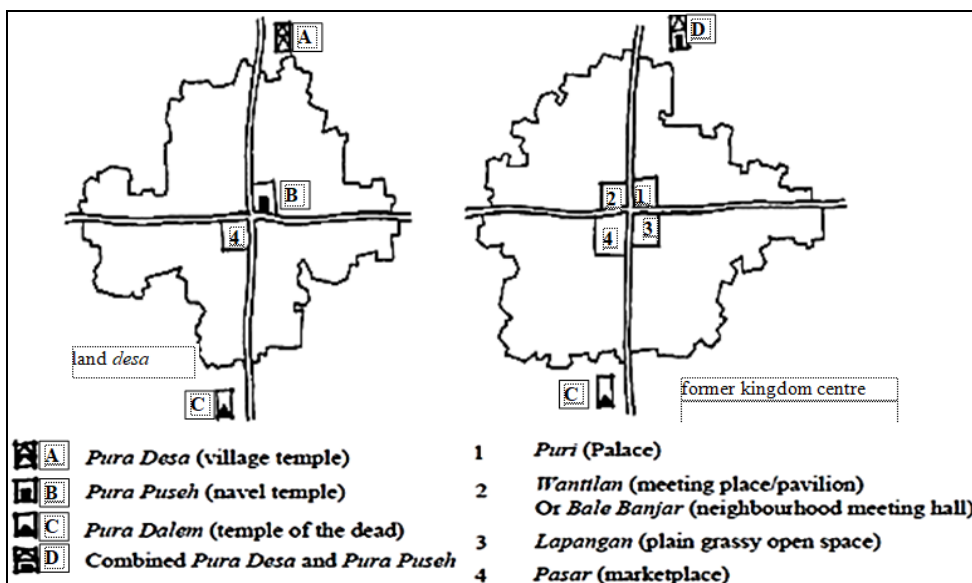 A
D
B
2
1
4
4
3
land desa
C
C
former kingdom centre
A Pura Desa (village temple)
B Pura Puseh (navel temple)
C Pura Dalem (temple of the dead)
D Combined Pura Desa and Pura Puseh
1 Puri (Palace)
2 Wantilan (meeting place/pavilion)
Or Bale Banjar (neighbourhood meeting hall)
3 Lapangan (plain grassy open space)
4 Pasar (marketplace)